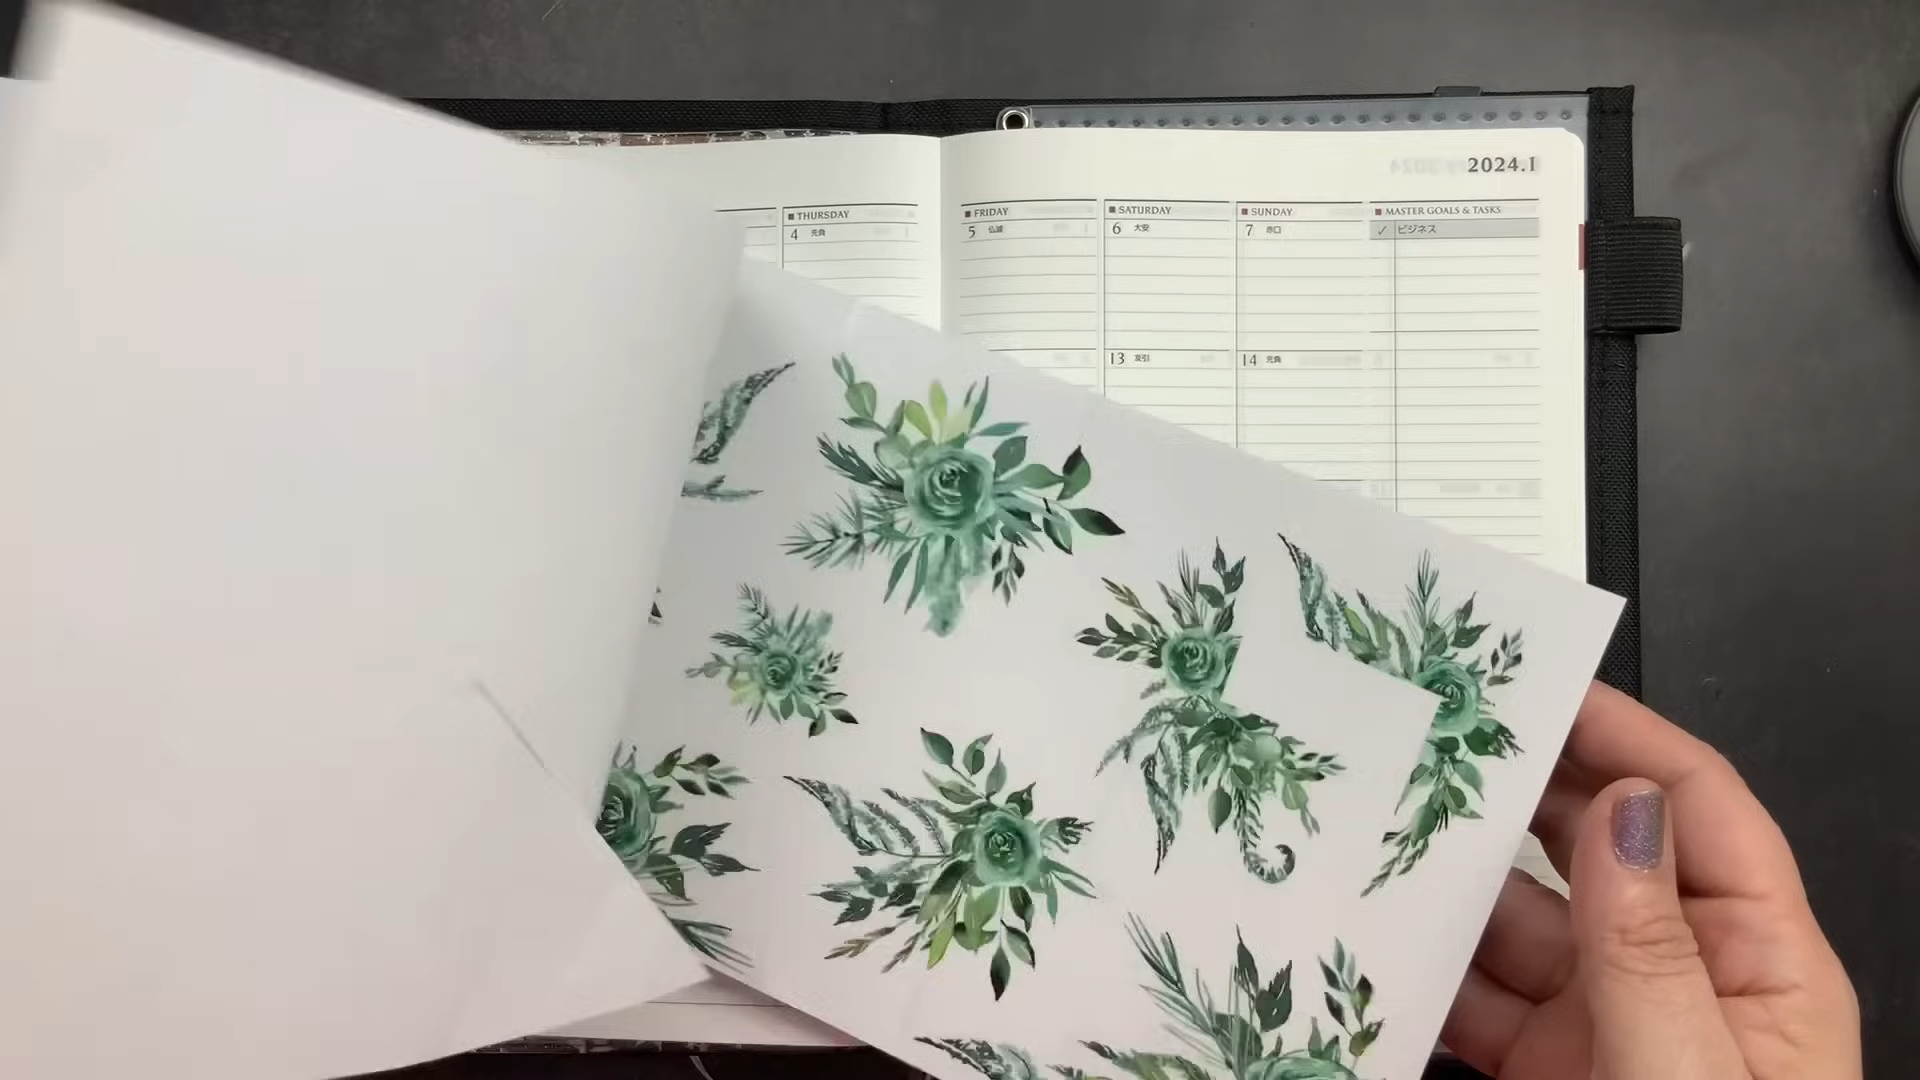 2024.1
THURSDAY
FRIDAY
SATURDAY
SUNDAY
MASTER GOALS & TASKS
4 先負
5 仏滅
6 大安
7 赤口
✓ ビジネス
13 友引
14 先負